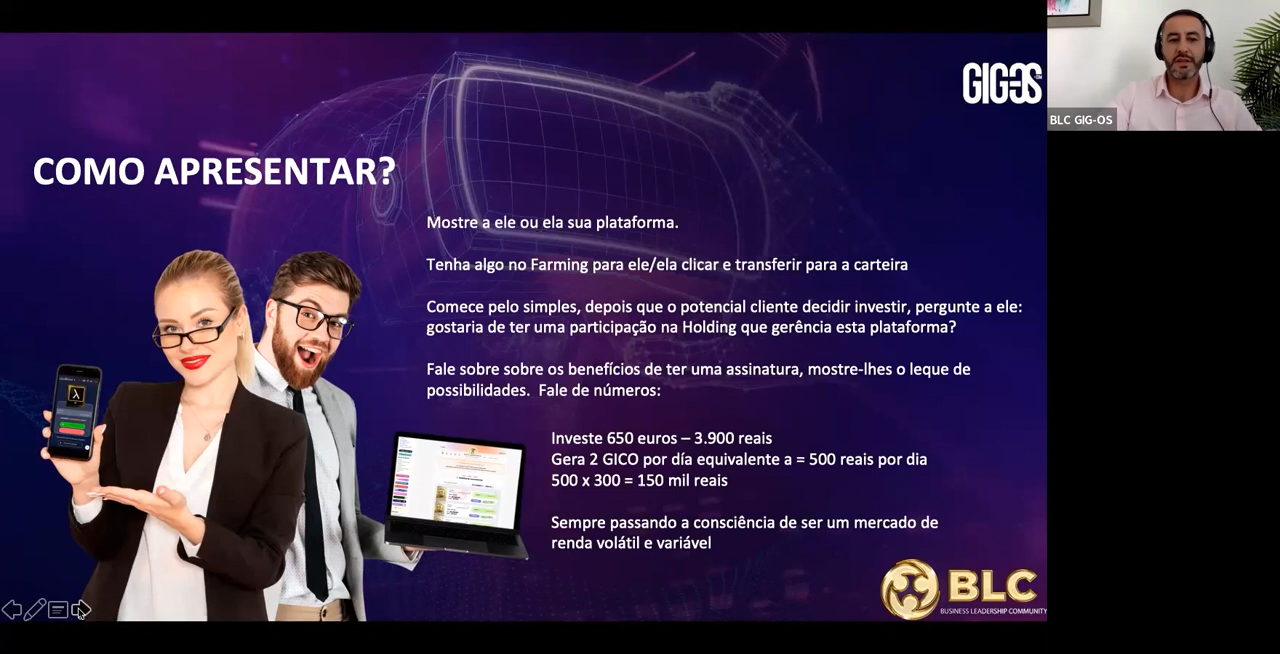 GIG-OS
BLC GIG-OS
COMO APRESENTAR?
Mostre a ele ou ela sua plataforma.
Tenha algo no Farming para ele/ela clicar e transferir para a carteira
Comece pelo simples, depois que o potencial cliente decidir investir, pergunte a ele:
gostaria de ter uma participação na Holding que gerência esta plataforma?
Fale sobre sobre os benefícios de ter uma assinatura, mostre-lhes o leque de
possibilidades. Fale de números:
Investe 650 euros – 3.900 reais
Gera 2 GICO por día equivalente a = 500 reais por dia
500 x 300 = 150 mil reais
Sempre passando a consciência de ser um mercado de
renda volátil e variável
BLC
BUSINESS LEADERSHIP COMMUNITY